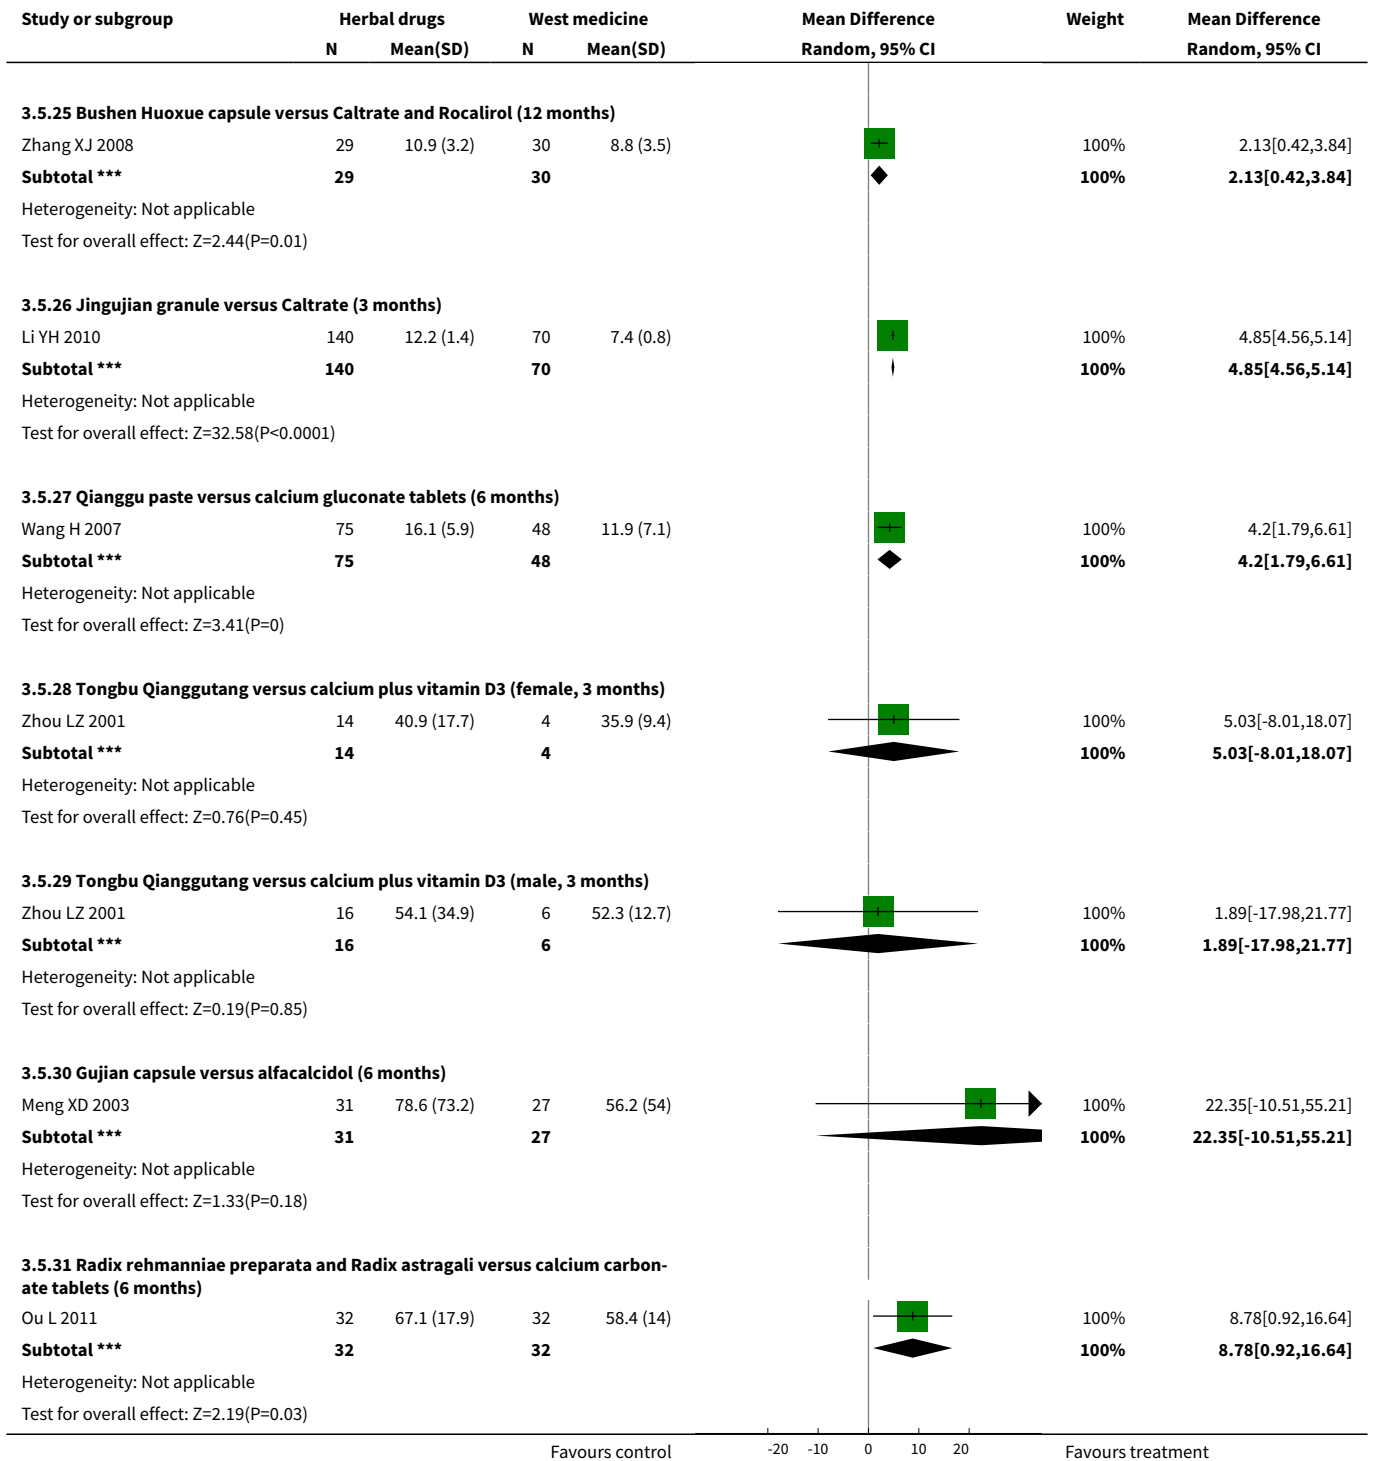 Study or subgroup Herbal drugs West medicine Mean Difference Weight Mean Difference
N Mean(SD) N Mean(SD) Random, 95% CI Random, 95% CI
3.5.25 Bushen Huoxue capsule versus Caltrate and Rocalirol (12 months)
Zhang XJ 2008 29 10.9 (3.2) 30 8.8 (3.5) 100% 2.13[0.42,3.84]
Subtotal *** 29 30 100% 2.13[0.42,3.84]
Heterogeneity: Not applicable
Test for overall effect: Z=2.44(P=0.01)
3.5.26 Jingujian granule versus Caltrate (3 months)
Li YH 2010 140 12.2 (1.4) 70 7.4 (0.8) 100% 4.85[4.56,5.14]
Subtotal *** 140 70 100% 4.85[4.56,5.14]
Heterogeneity: Not applicable
Test for overall effect: Z=32.58(P<0.0001)
3.5.27 Qianggu paste versus calcium gluconate tablets (6 months)
Wang H 2007 75 16.1 (5.9) 48 11.9 (7.1) 100% 4.2[1.79,6.61]
Subtotal *** 75 48 100% 4.2[1.79,6.61]
Heterogeneity: Not applicable
Test for overall effect: Z=3.41(P=0)
3.5.28 Tongbu Qianggutang versus calcium plus vitamin D3 (female, 3 months)
Zhou LZ 2001 14 40.9 (17.7) 4 35.9 (9.4) 100% 5.03[-8.01,18.07]
Subtotal *** 14 4 100% 5.03[-8.01,18.07]
Heterogeneity: Not applicable
Test for overall effect: Z=0.76(P=0.45)
3.5.29 Tongbu Qianggutang versus calcium plus vitamin D3 (male, 3 months)
Zhou LZ 2001 16 54.1 (34.9) 6 52.3 (12.7) 100% 1.89[-17.98,21.77]
Subtotal *** 16 6 100% 1.89[-17.98,21.77]
Heterogeneity: Not applicable
Test for overall effect: Z=0.19(P=0.85)
3.5.30 Gujian capsule versus alfacalcidol (6 months)
Meng XD 2003 31 78.6 (73.2) 27 56.2 (54) 100% 22.35[-10.51,55.21]
Subtotal *** 31 27 100% 22.35[-10.51,55.21]
Heterogeneity: Not applicable
Test for overall effect: Z=1.33(P=0.18)
3.5.31 Radix rehmanniae preparata and Radix astragali versus calcium carbon-
ate tablets (6 months)
Ou L 2011 32 67.1 (17.9) 32 58.4 (14) 100% 8.78[0.92,16.64]
Subtotal *** 32 32 100% 8.78[0.92,16.64]
Heterogeneity: Not applicable
Test for overall effect: Z=2.19(P=0.03)
Favours control -20 -10 0 10 20 Favours treatment